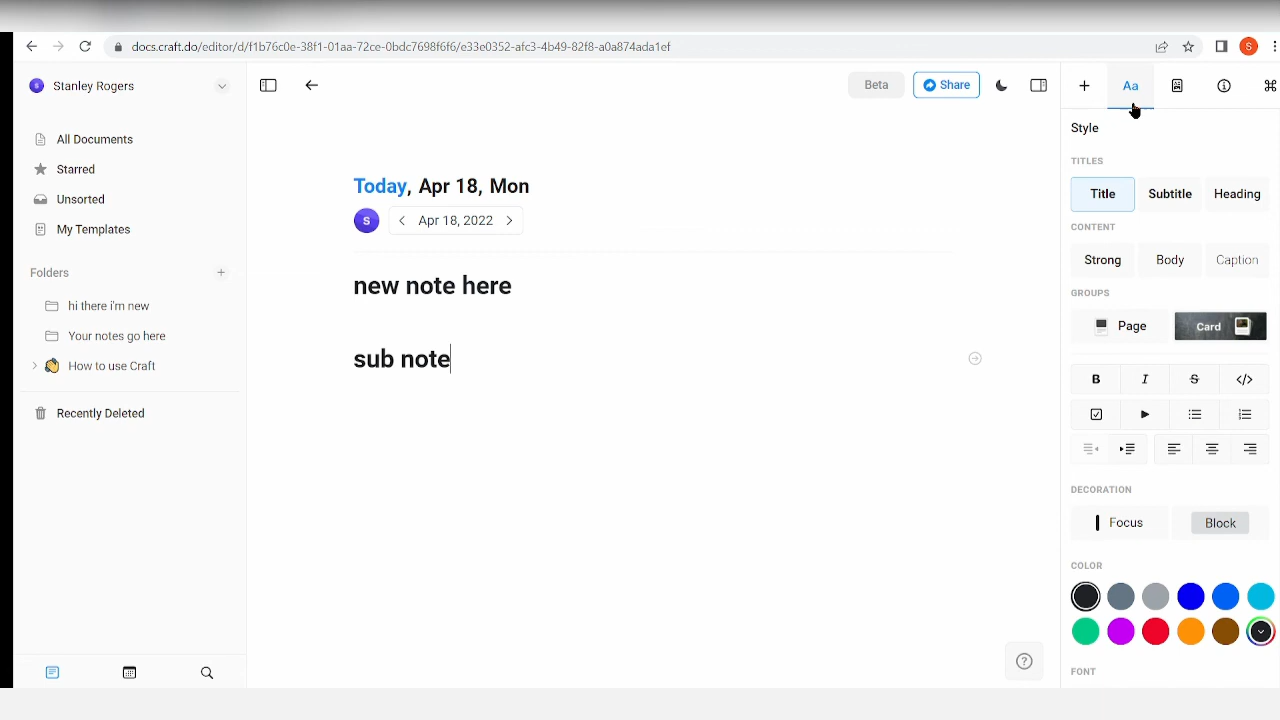 docs.craft.do/editor/d/f1b76c0e-38f1-01aa-72ce-0bdc7698f6f6/e33e0352-afc3-4b49-82f8-a0a874ada1ef
S
S Stanley Rogers
All Documents
Starred
Unsorted
My Templates
Folders
hi there i'm new
Your notes go here
How to use Craft
Recently Deleted
Beta
Share
Today, Apr 18, Mon
S
Apr 18, 2022
new note here
sub note
Aa
Style
TITLES
Title Subtitle Heading
CONTENT
Strong Body Caption
GROUPS
Page Card
B I S </>
DECORATION
Focus Block
COLOR
FONT